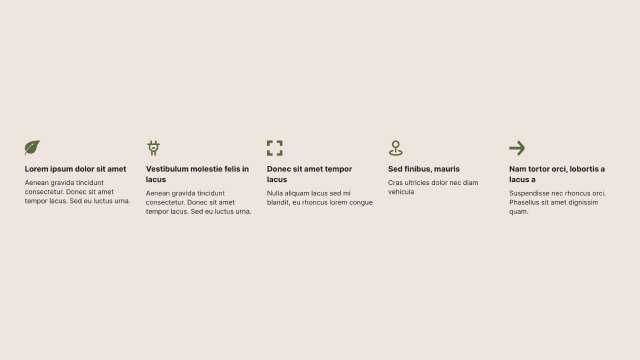 Lorem ipsum dolor sit amet
Aenean gravida tincidunt
consectetur. Donec sit amet
tempor lacus. Sed eu luctus urna.
Vestibulum molestie felis in
lacus
Aenean gravida tincidunt
consectetur. Donec sit amet
tempor lacus. Sed eu luctus urna.
Donec sit amet tempor
lacus
Nulla aliquam lacus sed mi
blandit, eu rhoncus lorem congue
Sed finibus, mauris
Cras ultricies dolor nec diam
vehicula
Nam tortor orci, lobortis a
lacus a
Suspendisse nec rhoncus orci.
Phasellus sit amet dignissim
quam.